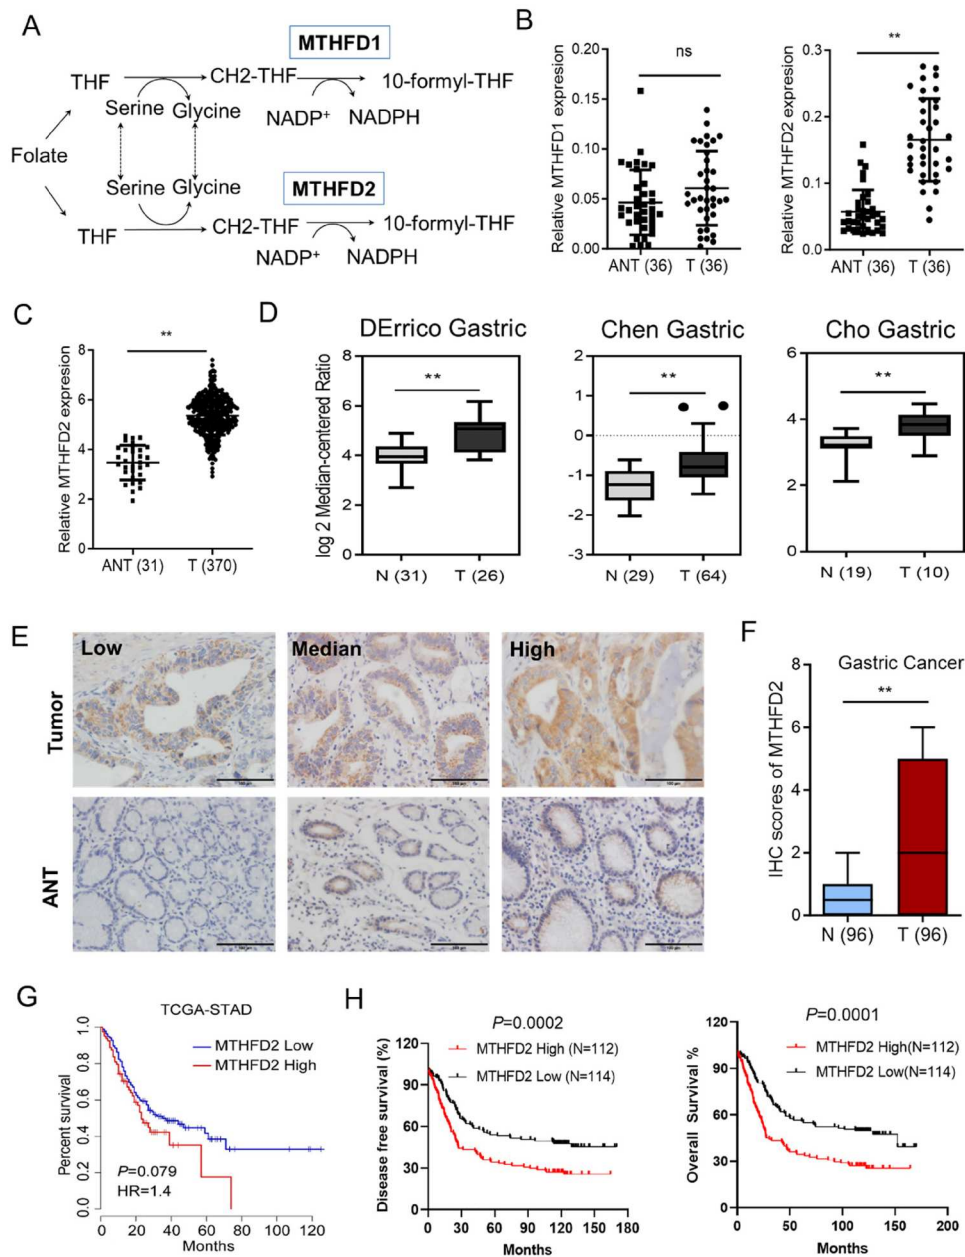 A
MTHFD1
THF
CH2-THF
10-formyl-THF
Serine
Glycine
NADP+
NADPH
Folate
Serine
Glycine
MTHFD2
THF
CH2-THF
10-formyl-THF
NADP+
NADPH
B
Relative MTHFD1 expression
0.20
0.15
0.10
0.05
0.00
ns
ANT (36)
T (36)
Relative MTHFD2 expression
0.3
0.2
0.1
0.0
**
ANT (36)
T (36)
C
Relative MTHFD2 expresion
8
6
4
2
0
**
ANT (31)
T (370)
D
DErrico Gastric
log 2 Median-centered Ratio
8
6
4
2
0
**
N (31)
T (26)
Chen Gastric
2
1
0
-1
-2
-3
**
N (29)
T (64)
Cho Gastric
6
4
2
0
**
N (19)
T (10)
E
Low
Median
High
Tumor
ANT
F
Gastric Cancer
IHC scores of MTHFD2
8
6
4
2
0
**
N (96)
T (96)
G
TCGA-STAD
Percent survival
1.0
0.8
0.6
0.4
0.2
0.0
MTHFD2 Low
MTHFD2 High
P=0.079
HR=1.4
0 20 40 60 80 100 120
Months
H
P=0.0002
MTHFD2 High (N=112)
MTHFD2 Low (N=114)
Disease free survival (%)
120
90
60
30
0
0 30 60 90 120 150 180
Months
P=0.0001
MTHFD2 High(N=112)
MTHFD2 Low(N=114)
Overall Survival %
120
90
60
30
0
0 50 100 150 200
Months